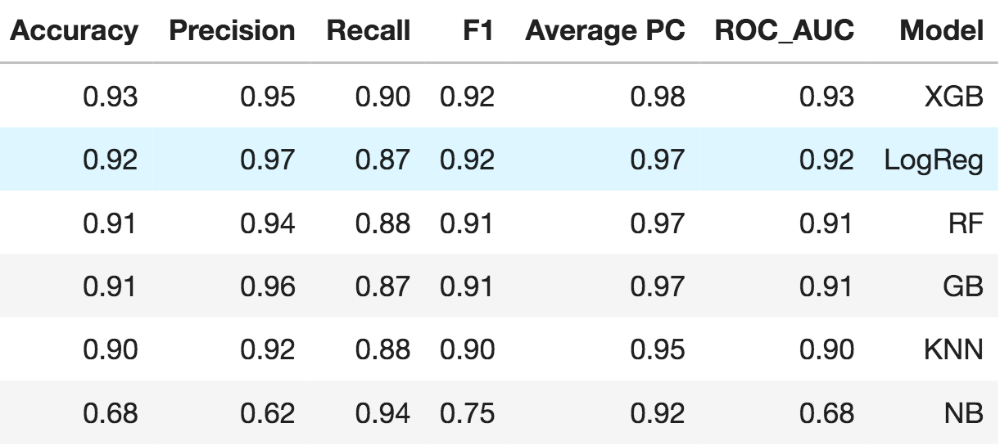 Accuracy Precision Recall F1 Average PC ROC_AUC Model
0.93 0.95 0.90 0.92 0.98 0.93 XGB
0.92 0.97 0.87 0.92 0.97 0.92 LogReg
0.91 0.94 0.88 0.91 0.97 0.91 RF
0.91 0.96 0.87 0.91 0.97 0.91 GB
0.90 0.92 0.88 0.90 0.95 0.90 KNN
0.68 0.62 0.94 0.75 0.92 0.68 NB